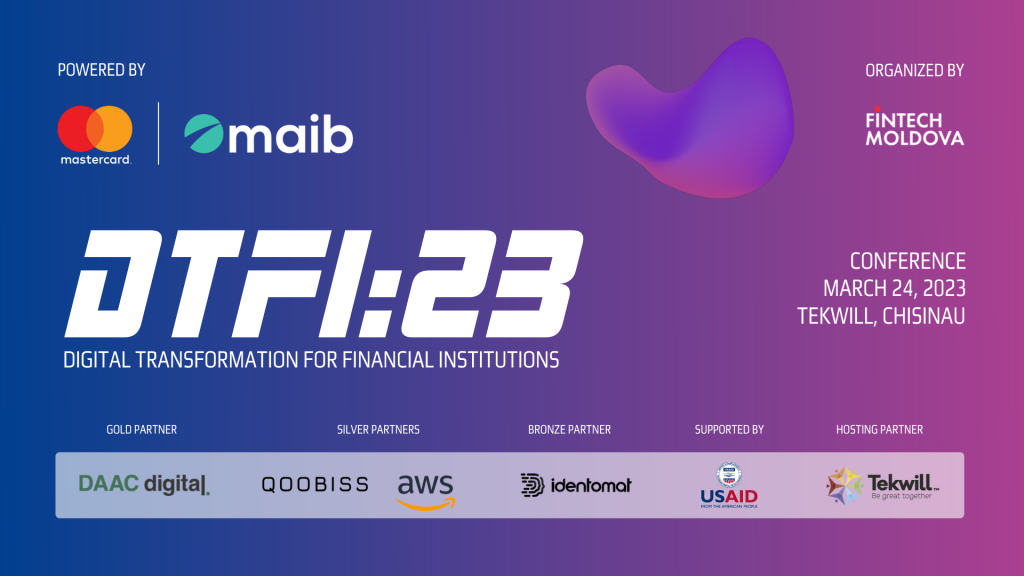 POWERED BY
mastercard.
maib
ORGANIZED BY
FINTECH
MOLDOVA
DTFI:23
DIGITAL TRANSFORMATION FOR FINANCIAL INSTITUTIONS
CONFERENCE
MARCH 24, 2023
TEKWILL, CHISINAU
GOLD PARTNER
SILVER PARTNERS
BRONZE PARTNER
SUPPORTED BY
HOSTING PARTNER
DAAC digital.
QOOBISS
aws
identomat
USAID
FROM THE AMERICAN PEOPLE
Tekwill™
Be great together